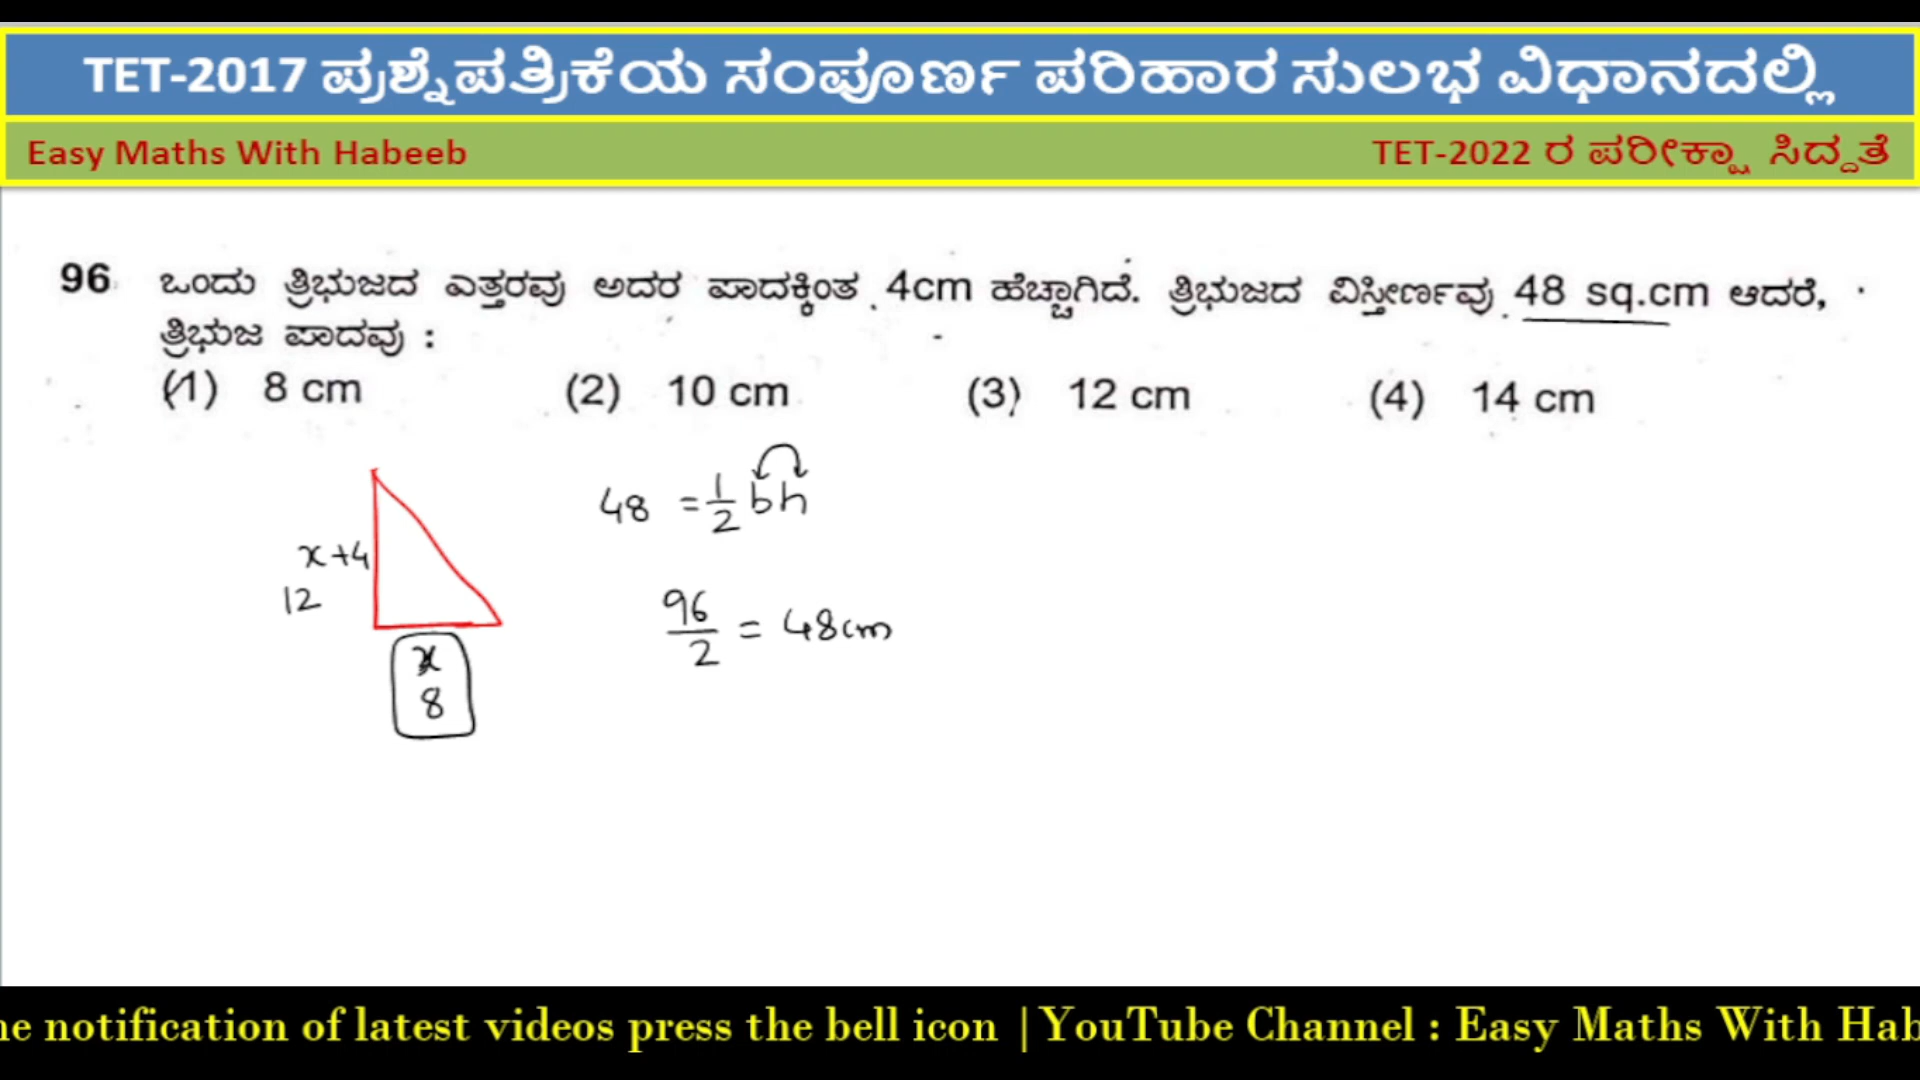 TET-2017 ಪ್ರಶ್ನೆಪತ್ರಿಕೆಯ ಸಂಪೂರ್ಣ ಪರಿಹಾರ ಸುಲಭ ವಿಧಾನದಲ್ಲಿ
Easy Maths With Habeeb
TET-2022 ರ ಪರೀಕ್ಷಾ ಸಿದ್ದತೆ
96 ಒಂದು ತ್ರಿಭುಜದ ಎತ್ತರವು ಅದರ ಪಾದಕ್ಕಿಂತ 4cm ಹೆಚ್ಚಾಗಿದೆ. ತ್ರಿಭುಜದ ವಿಸ್ತೀರ್ಣವು 48 sq.cm ಆದರೆ,
ತ್ರಿಭುಜ ಪಾದವು :
(1) 8 cm (2) 10 cm (3) 12 cm (4) 14 cm
48 = 1/2 bh
x+4
12
96/2 = 48cm
x
8
he notification of latest videos press the bell icon | YouTube Channel : Easy Maths With Hab